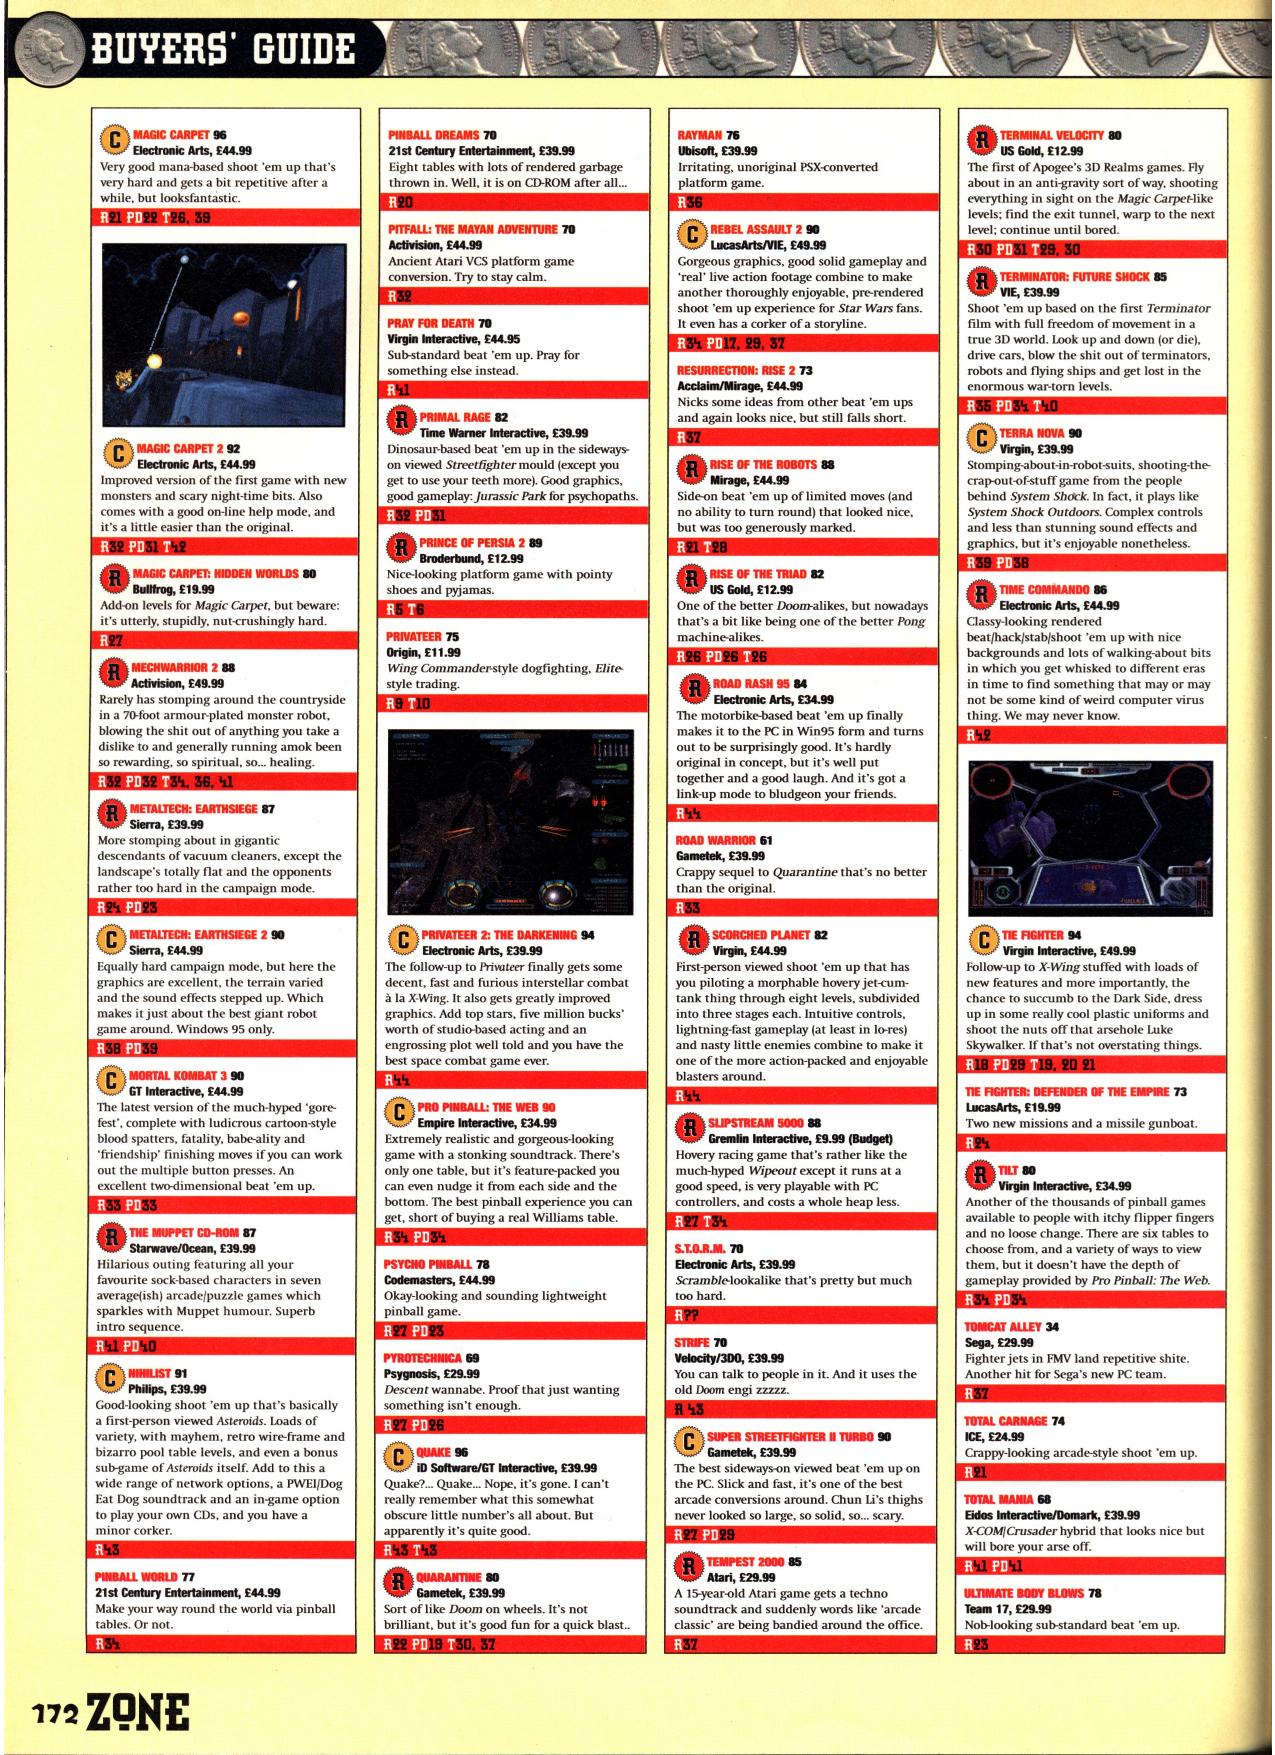 BUYERS' GUIDE
C MAGIC CARPET 96
Electronic Arts, £44.99
Very good mana-based shoot 'em up that's
very hard and gets a bit repetitive after a
while, but looksfantastic.
R21 PD22 T26, 39
C MAGIC CARPET 2 92
Electronic Arts, £44.99
Improved version of the first game with new
monsters and scary night-time bits. Also
comes with a good on-line help mode, and
it's a little easier than the original.
R32 PD31 T42
R MAGIC CARPET: HIDDEN WORLDS 80
Bullfrog, £19.99
Add-on levels for Magic Carpet, but beware:
it's utterly, stupidly, nut-crushingly hard.
R27
R MECHWARRIOR 2 88
Activision, £49.99
Rarely has stomping around the countryside
in a 70-foot armour-plated monster robot,
blowing the shit out of anything you take a
dislike to and generally running amok been
so rewarding, so spiritual, so... healing.
R32 PD32 T34, 36, 41
R METALTECH: EARTHSIEGE 87
Sierra, £39.99
More stomping about in gigantic
descendants of vacuum cleaners, except the
landscape's totally flat and the opponents
rather too hard in the campaign mode.
R24 PD23
C METALTECH: EARTHSIEGE 2 90
Sierra, £44.99
Equally hard campaign mode, but here the
graphics are excellent, the terrain varied
and the sound effects stepped up. Which
makes it just about the best giant robot
game around. Windows 95 only.
R38 PD39
C MORTAL KOMBAT 3 90
GT Interactive, £44.99
The latest version of the much-hyped 'gore-
fest', complete with ludicrous cartoon-style
blood spatters, fatality, babe-ality and
'friendship' finishing moves if you can work
out the multiple button presses. An
excellent two-dimensional beat 'em up.
R33 PD33
R THE MUPPET CD-ROM 87
Starwave/Ocean, £39.99
Hilarious outing featuring all your
favourite sock-based characters in seven
average(ish) arcade/puzzle games which
sparkles with Muppet humour. Superb
intro sequence.
R41 PD40
C NIHILIST 91
Philips, £39.99
Good-looking shoot 'em up that's basically
a first-person viewed Asteroids. Loads of
variety, with mayhem, retro wire-frame and
bizarro pool table levels, and even a bonus
sub-game of Asteroids itself. Add to this a
wide range of network options, a PWEI/Dog
Eat Dog soundtrack and an in-game option
to play your own CDs, and you have a
minor corker.
R43
PINBALL WORLD 77
21st Century Entertainment, £44.99
Make your way round the world via pinball
tables. Or not.
R34
PINBALL DREAMS 70
21st Century Entertainment, £39.99
Eight tables with lots of rendered garbage
thrown in. Well, it is on CD-ROM after all...
R20
PITFALL: THE MAYAN ADVENTURE 70
Activision, £44.99
Ancient Atari VCS platform game
conversion. Try to stay calm.
R32
PRAY FOR DEATH 70
Virgin Interactive, £44.95
Sub-standard beat 'em up. Pray for
something else instead.
R41
R PRIMAL RAGE 82
Time Warner Interactive, £39.99
Dinosaur-based beat 'em up in the sideways-
on viewed Streetfighter mould (except you
get to use your teeth more). Good graphics,
good gameplay: Jurassic Park for psychopaths.
R32 PD31
R PRINCE OF PERSIA 2 89
Broderbund, £12.99
Nice-looking platform game with pointy
shoes and pyjamas.
R5 T6
PRIVATEER 75
Origin, £11.99
Wing Commander-style dogfighting, Elite-
style trading.
R9 T10
C PRIVATEER 2: THE DARKENING 94
Electronic Arts, £39.99
The follow-up to Privateer finally gets some
decent, fast and furious interstellar combat
à la X-Wing. It also gets greatly improved
graphics. Add top stars, five million bucks'
worth of studio-based acting and an
engrossing plot well told and you have the
best space combat game ever.
R44
C PRO PINBALL: THE WEB 90
Empire Interactive, £34.99
Extremely realistic and gorgeous-looking
game with a stonking soundtrack. There's
only one table, but it's feature-packed you
can even nudge it from each side and the
bottom. The best pinball experience you can
get, short of buying a real Williams table.
R34 PD34
PSYCHO PINBALL 78
Codemasters, £44.99
Okay-looking and sounding lightweight
pinball game.
R27 PD23
PYROTECHNICA 69
Psygnosis, £29.99
Descent wannabe. Proof that just wanting
something isn't enough.
R27 PD26
C QUAKE 96
iD Software/GT Interactive, £39.99
Quake?... Quake... Nope, it's gone. I can't
really remember what this somewhat
obscure little number's all about. But
apparently it's quite good.
R43 T43
R QUARANTINE 80
Gametek, £39.99
Sort of like Doom on wheels. It's not
brilliant, but it's good fun for a quick blast..
R22 PD19 T30, 37
RAYMAN 76
Ubisoft, £39.99
Irritating, unoriginal PSX-converted
platform game.
R36
C REBEL ASSAULT 2 90
LucasArts/VIE, £49.99
Gorgeous graphics, good solid gameplay and
'real' live action footage combine to make
another thoroughly enjoyable, pre-rendered
shoot 'em up experience for Star Wars fans.
It even has a corker of a storyline.
R34 PD17, 29, 37
RESURRECTION: RISE 2 73
Acclaim/Mirage, £44.99
Nicks some ideas from other beat 'em ups
and again looks nice, but still falls short.
R37
R RISE OF THE ROBOTS 88
Mirage, £44.99
Side-on beat 'em up of limited moves (and
no ability to turn round) that looked nice,
but was too generously marked.
R21 T28
R RISE OF THE TRIAD 82
US Gold, £12.99
One of the better Doom-alikes, but nowadays
that's a bit like being one of the better Pong
machine-alikes.
R26 PD26 T26
R ROAD RASH 95 84
Electronic Arts, £34.99
The motorbike-based beat 'em up finally
makes it to the PC in Win95 form and turns
out to be surprisingly good. It's hardly
original in concept, but it's well put
together and a good laugh. And it's got a
link-up mode to bludgeon your friends.
R44
ROAD WARRIOR 61
Gametek, £39.99
Crappy sequel to Quarantine that's no better
than the original.
R33
R SCORCHED PLANET 82
Virgin, £44.99
First-person viewed shoot 'em up that has
you piloting a morphable hovery jet-cum-
tank thing through eight levels, subdivided
into three stages each. Intuitive controls,
lightning-fast gameplay (at least in lo-res)
and nasty little enemies combine to make it
one of the more action-packed and enjoyable
blasters around.
R44
R SLIPSTREAM 5000 88
Gremlin Interactive, £9.99 (Budget)
Hovery racing game that's rather like the
much-hyped Wipeout except it runs at a
good speed, is very playable with PC
controllers, and costs a whole heap less.
R27 T34
S.T.O.R.M. 70
Electronic Arts, £39.99
Scramble-lookalike that's pretty but much
too hard.
R??
STRIFE 70
Velocity/3DO, £39.99
You can talk to people in it. And it uses the
old Doom engi zzzzz.
R 43
C SUPER STREETFIGHTER II TURBO 90
Gametek, £39.99
The best sideways-on viewed beat 'em up on
the PC. Slick and fast, it's one of the best
arcade conversions around. Chun Li's thighs
never looked so large, so solid, so... scary.
R27 PD29
R TEMPEST 2000 85
Atari, £29.99
A 15-year-old Atari game gets a techno
soundtrack and suddenly words like 'arcade
classic' are being bandied around the office.
R37
R TERMINAL VELOCITY 80
US Gold, £12.99
The first of Apogee's 3D Realms games. Fly
about in an anti-gravity sort of way, shooting
everything in sight on the Magic Carpet-like
levels; find the exit tunnel, warp to the next
level; continue until bored.
R30 PD31 T29, 30
R TERMINATOR: FUTURE SHOCK 85
VIE, £39.99
Shoot 'em up based on the first Terminator
film with full freedom of movement in a
true 3D world. Look up and down (or die),
drive cars, blow the shit out of terminators,
robots and flying ships and get lost in the
enormous war-torn levels.
R35 PD34 T40
C TERRA NOVA 90
Virgin, £39.99
Stomping-about-in-robot-suits, shooting-the-
crap-out-of-stuff game from the people
behind System Shock. In fact, it plays like
System Shock Outdoors. Complex controls
and less than stunning sound effects and
graphics, but it's enjoyable nonetheless.
R39 PD38
R TIME COMMANDO 86
Electronic Arts, £44.99
Classy-looking rendered
beat/hack/stab/shoot 'em up with nice
backgrounds and lots of walking-about bits
in which you get whisked to different eras
in time to find something that may or may
not be some kind of weird computer virus
thing. We may never know.
R42
C TIE FIGHTER 94
Virgin Interactive, £49.99
Follow-up to X-Wing stuffed with loads of
new features and more importantly, the
chance to succumb to the Dark Side, dress
up in some really cool plastic uniforms and
shoot the nuts off that arsehole Luke
Skywalker. If that's not overstating things.
R18 PD29 T19, 20 21
TIE FIGHTER: DEFENDER OF THE EMPIRE 73
LucasArts, £19.99
Two new missions and a missile gunboat.
R24
R TILT 80
Virgin Interactive, £34.99
Another of the thousands of pinball games
available to people with itchy flipper fingers
and no loose change. There are six tables to
choose from, and a variety of ways to view
them, but it doesn't have the depth of
gameplay provided by Pro Pinball: The Web.
R34 PD34
TOMCAT ALLEY 34
Sega, £29.99
Fighter jets in FMV land repetitive shite.
Another hit for Sega's new PC team.
R37
TOTAL CARNAGE 74
ICE, £24.99
Crappy-looking arcade-style shoot 'em up.
R21
TOTAL MANIA 68
Eidos Interactive/Domark, £39.99
X-COM/Crusader hybrid that looks nice but
will bore your arse off.
R41 PD41
ULTIMATE BODY BLOWS 78
Team 17, £29.99
Nob-looking sub-standard beat 'em up.
R23
172 ZONE